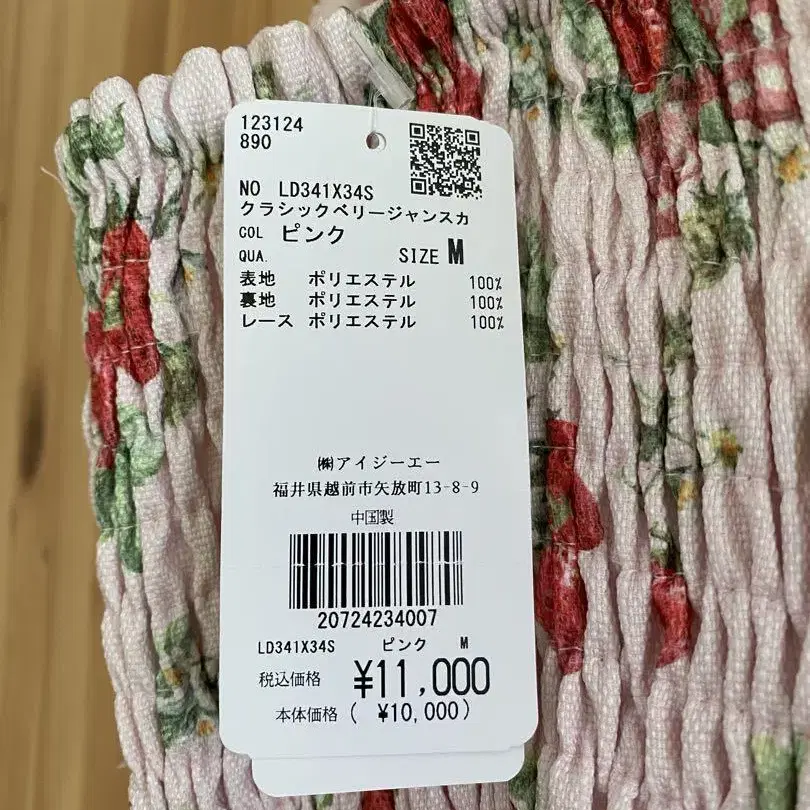 123124
890
NO LD341X34S
クラシックベリージャンスカ
COL ピンク
QUA. SIZE M
表地 ポリエステル 100%
裏地 ポリエステル 100%
レース ポリエステル 100%
㈱アイジーエー
福井県越前市矢放町13-8-9
中国製
20724234007
LD341X34S ピンク M
税込価格 ¥11,000
本体価格 ( ¥10,000)